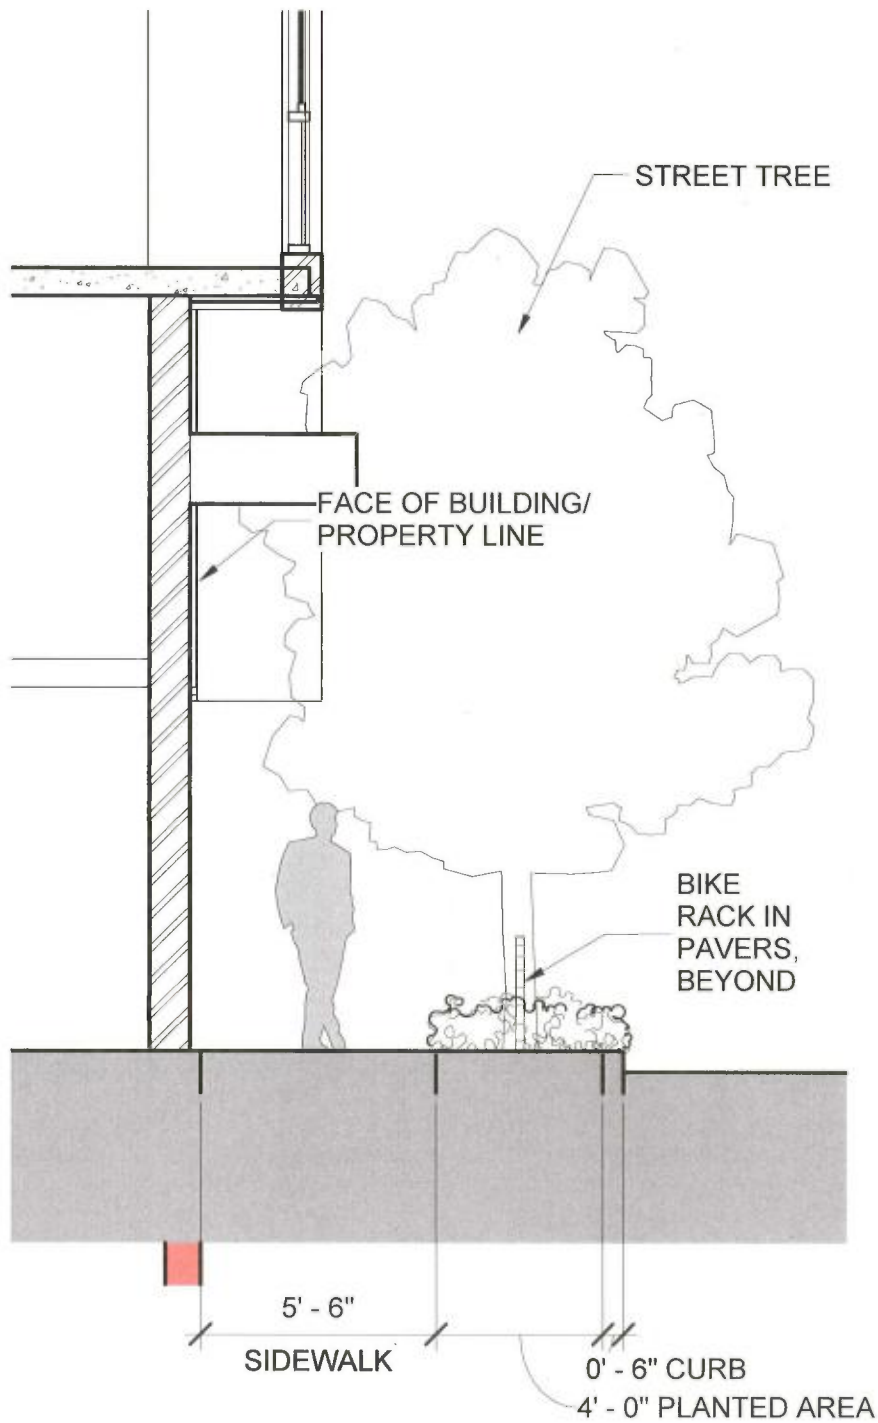 STREET TREE
FACE OF BUILDING/
PROPERTY LINE
BIKE
RACK IN
PAVERS,
BEYOND
5' - 6"
SIDEWALK
0' - 6" CURB
4' - 0" PLANTED AREA